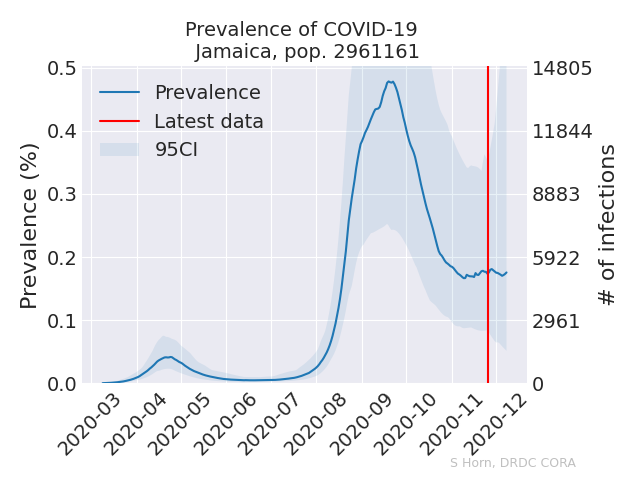 Prevalence of COVID-19
Jamaica, pop. 2961161
0.5
0.4
0.3
0.2
0.1
0.0
Prevalence (%)
Prevalence
Latest data
95CI
14805
11844
8883
5922
2961
0
# of infections
2020-03
2020-04
2020-05
2020-06
2020-07
2020-08
2020-09
2020-10
2020-11
2020-12
S Horn, DRDC CORA